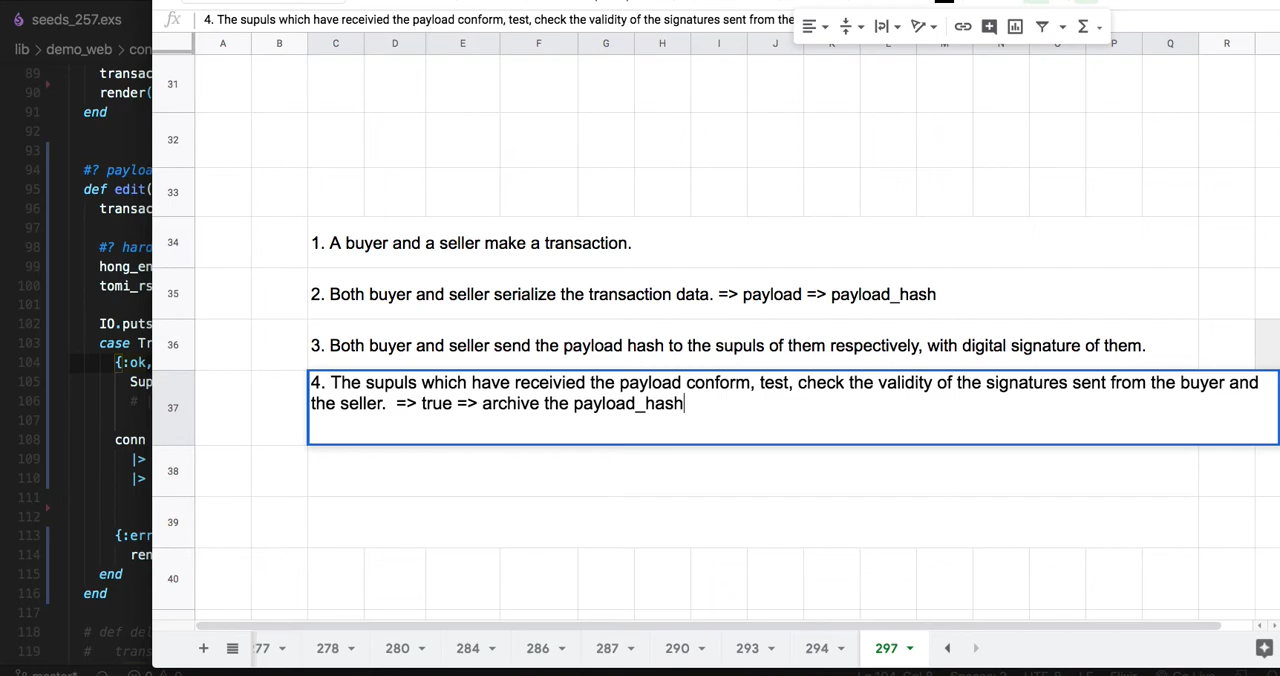 seeds_257.exs
fx 4. The supuls which have receivied the payload conform, test, check the validity of the signatures sent from the
lib > demo_web > con
A B C D E F G H I J Q R
89 transac
90 render(
91 end
92
93
94 #? payloa
95 def edit(
96 transac
97
98 #? hard
99 hong_en
100 tomi_rs
101
102 IO.puts
103 case Tr
104 {:ok,
105 Sup
106 # |
107
108 conn
109 |>
110 |>
111
112
113 {:err
114 ren
115 end
116 end
117
118 # def del
119 # trans
31
32
33
34 1. A buyer and a seller make a transaction.
35 2. Both buyer and seller serialize the transaction data. => payload => payload_hash
36 3. Both buyer and seller send the payload hash to the supuls of them respectively, with digital signature of them.
37 4. The supuls which have receivied the payload conform, test, check the validity of the signatures sent from the buyer and
the seller.  => true => archive the payload_hash
38
39
40
277 278 280 284 286 287 290 293 294 297